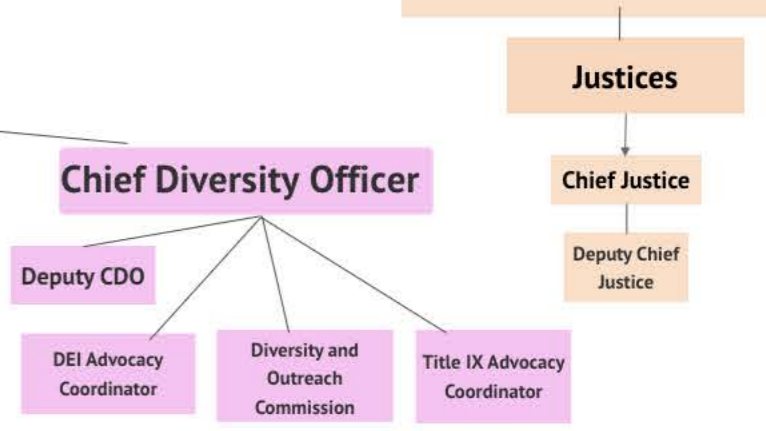 Justices
Chief Diversity Officer
Chief Justice
Deputy CDO
Deputy Chief
Justice
DEI Advocacy
Coordinator
Diversity and
Outreach
Commission
Title IX Advocacy
Coordinator